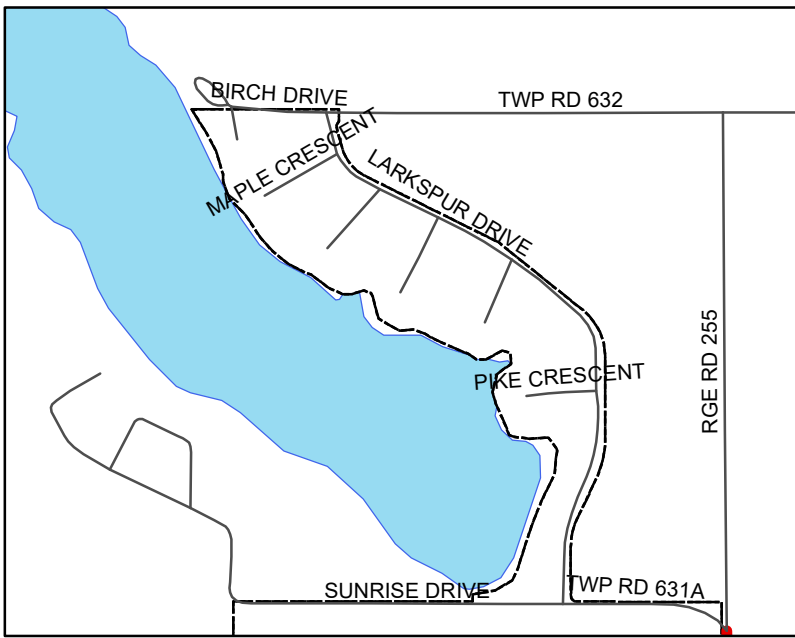 BIRCH DRIVE
TWP RD 632
MAPLE CRESCENT
LARKSPUR DRIVE
RGE RD 255
PIKE CRESCENT
SUNRISE DRIVE
TWP RD 631A